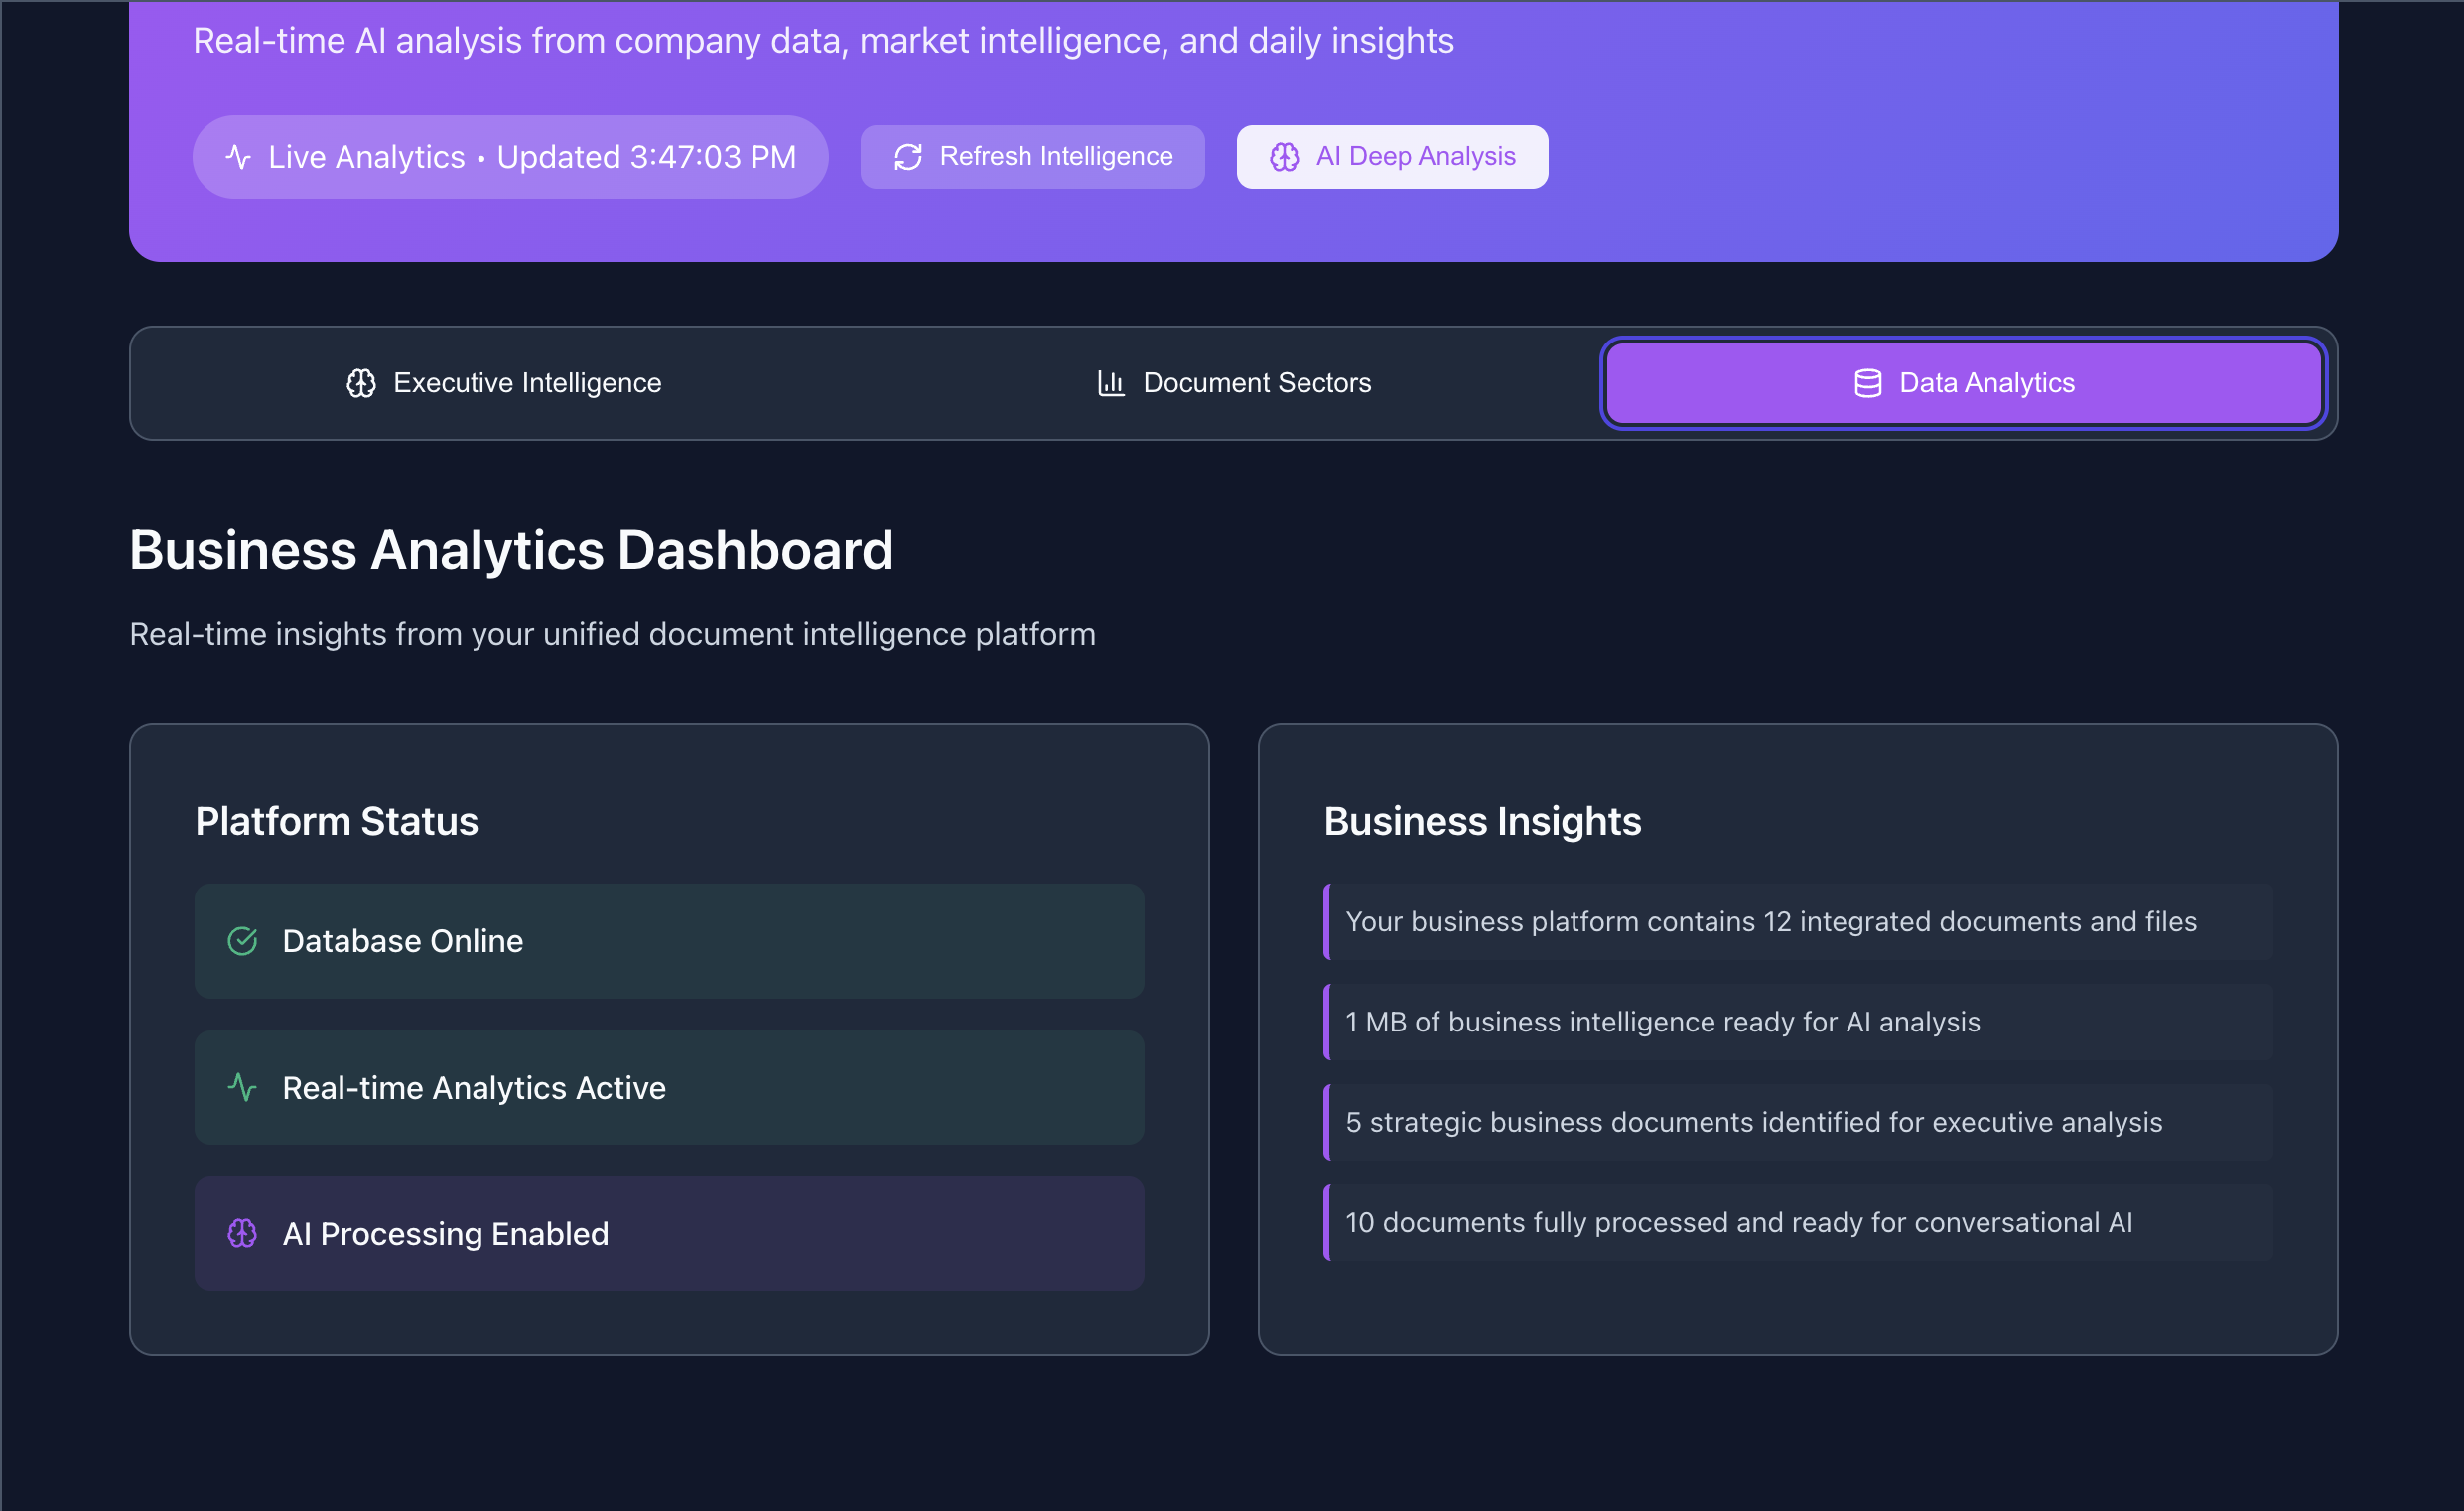 Real-time AI analysis from company data, market intelligence, and daily insights
Live Analytics • Updated 3:47:03 PM
Refresh Intelligence
AI Deep Analysis
Executive Intelligence
Document Sectors
Data Analytics
Business Analytics Dashboard
Real-time insights from your unified document intelligence platform
Platform Status
Database Online
Real-time Analytics Active
AI Processing Enabled
Business Insights
Your business platform contains 12 integrated documents and files
1 MB of business intelligence ready for AI analysis
5 strategic business documents identified for executive analysis
10 documents fully processed and ready for conversational AI